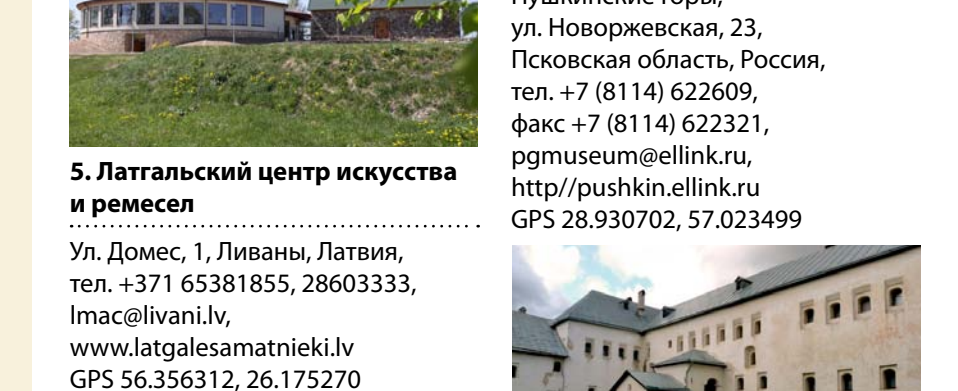 5. Латгальский центр искусства
и ремесел
Ул. Домес, 1, Ливаны, Латвия,
тел. +371 65381855, 28603333,
lmac@livani.lv,
www.latgalesamatnieki.lv
GPS 56.356312, 26.175270
Пушкинские горы,
ул. Новоржевская, 23,
Псковская область, Россия,
тел. +7 (8114) 622609,
факс +7 (8114) 622321,
pgmuseum@ellink.ru,
http//pushkin.ellink.ru
GPS 28.930702, 57.023499